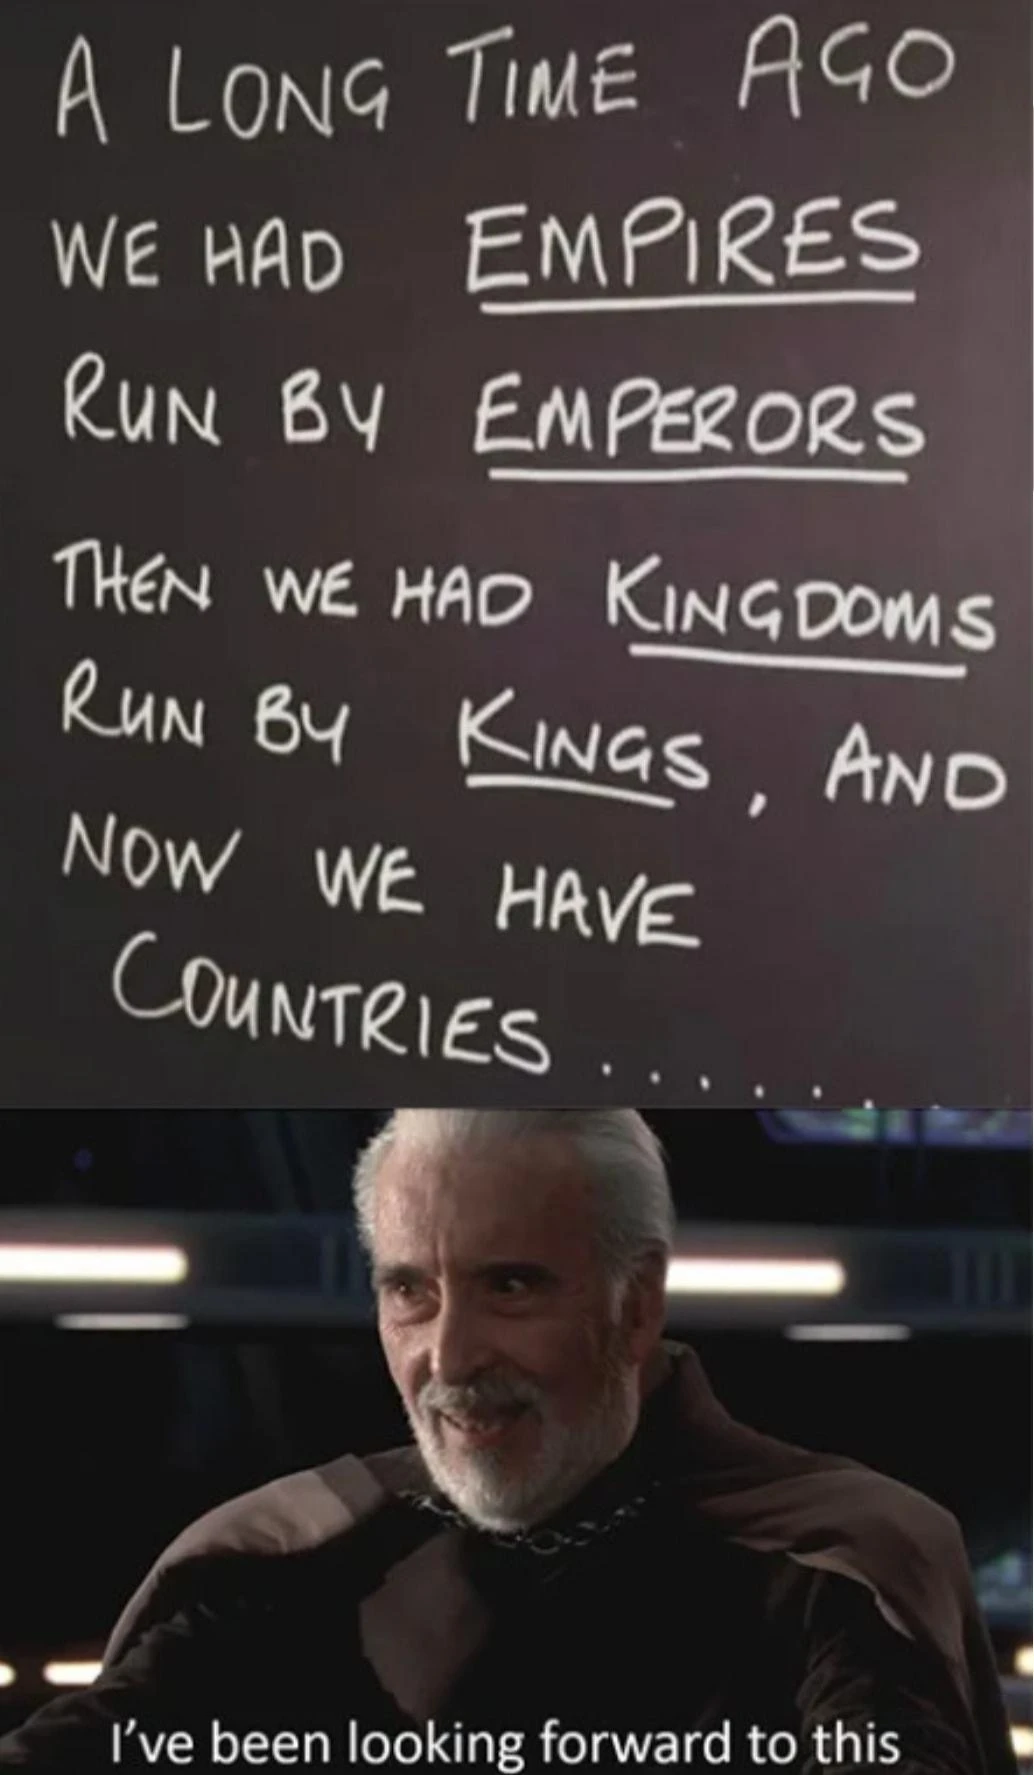 A LONG TIME AGO
WE HAD EMPIRES
RUN BY EMPERORS
THEN WE HAD KINGDOMS
RUN BY KINGS, AND
NOW WE HAVE
COUNTRIES.......
I've been looking forward to this